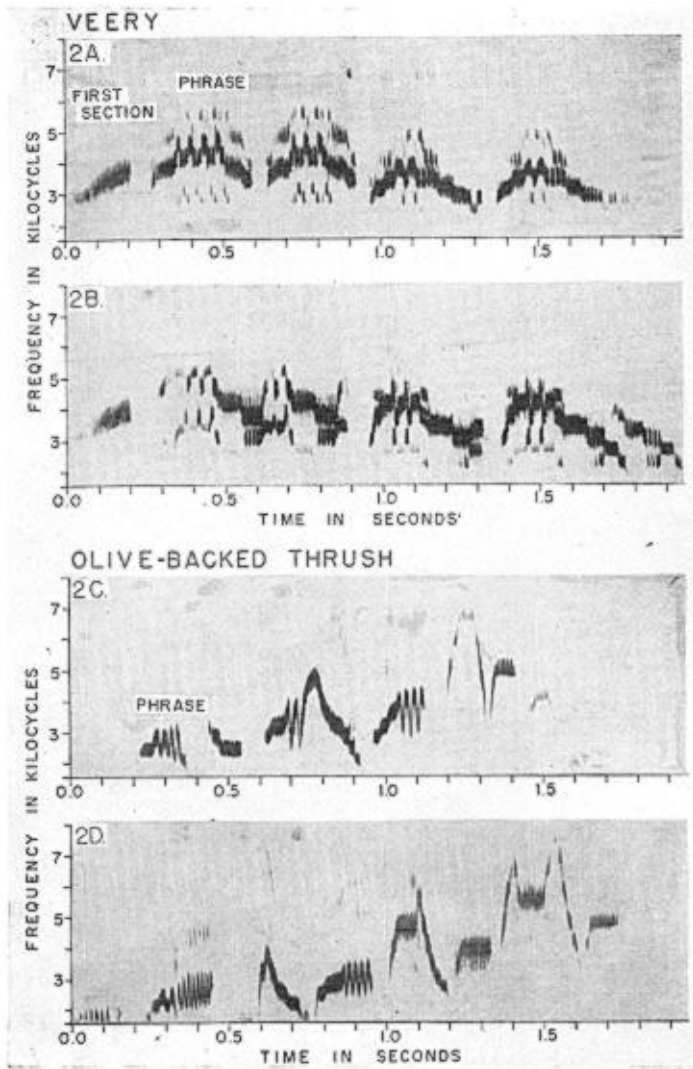 VEERY
2A.
PHRASE
FIRST
SECTION
FREQUENCY IN KILOCYCLES
7
5
3
0.0 0.5 1.0 1.5
2B.
7
5
3
0.0 0.5 1.0 1.5
TIME IN SECONDS
OLIVE-BACKED THRUSH
2C.
PHRASE
FREQUENCY IN KILOCYCLES
7
5
3
0.0 0.5 1.0 1.5
2D.
7
5
3
0.0 0.5 1.0 1.5
TIME IN SECONDS